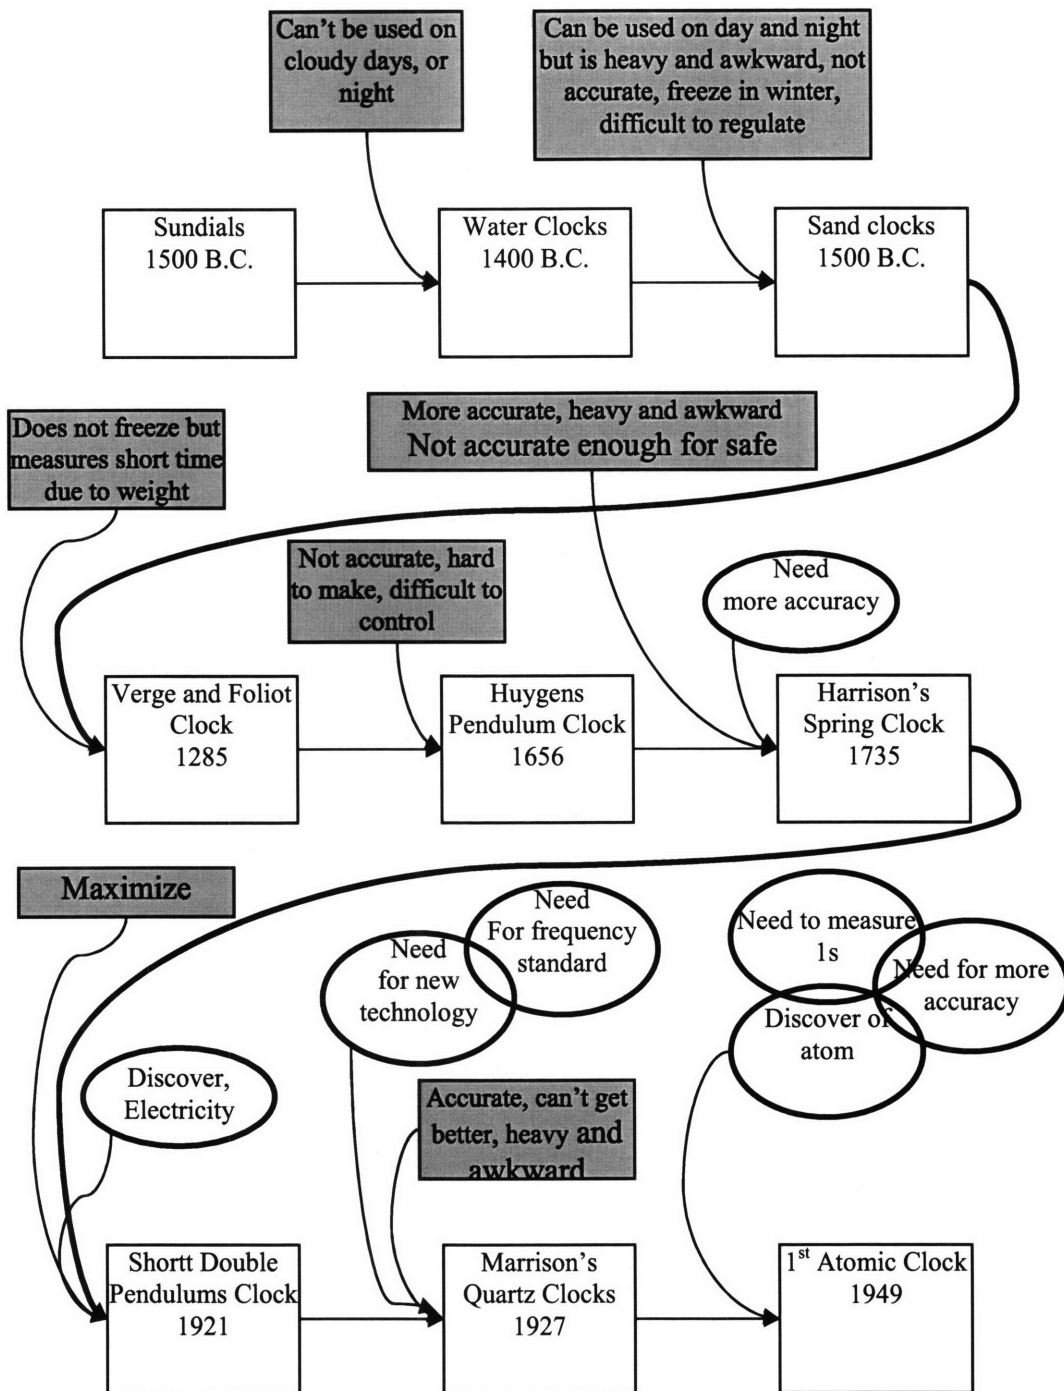 Can't be used on
cloudy days, or
night
Can be used on day and night
but is heavy and awkward, not
accurate, freeze in winter,
difficult to regulate
Sundials
1500 B.C.
Water Clocks
1400 B.C.
Sand clocks
1500 B.C.
Does not freeze but
measures short time
due to weight
More accurate, heavy and awkward
Not accurate enough for safe
Not accurate, hard
to make, difficult to
control
Need
more accuracy
Verge and Foliot
Clock
1285
Huygens
Pendulum Clock
1656
Harrison's
Spring Clock
1735
Maximize
Need
for new
technology
Need
For frequency
standard
Need to measure
1s
Need for more
accuracy
Discover of
atom
Discover,
Electricity
Accurate, can't get
better, heavy and
awkward
Shortt Double
Pendulums Clock
1921
Marrison's
Quartz Clocks
1927
1st Atomic Clock
1949